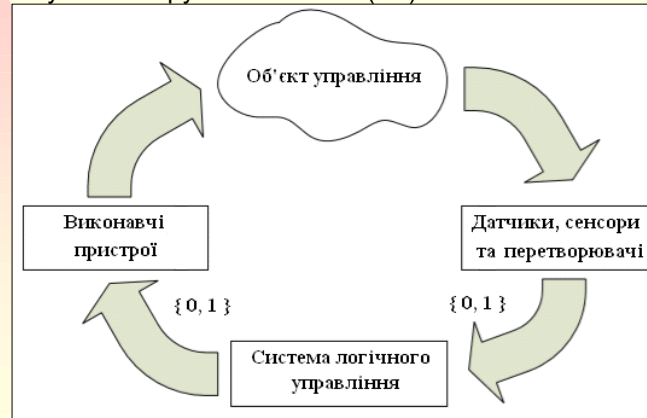 Об'єкт управління
Виконавчі
пристрої
Датчики, сенсори
та перетворювачі
{ 0, 1 }
{ 0, 1 }
Система логічного
управління